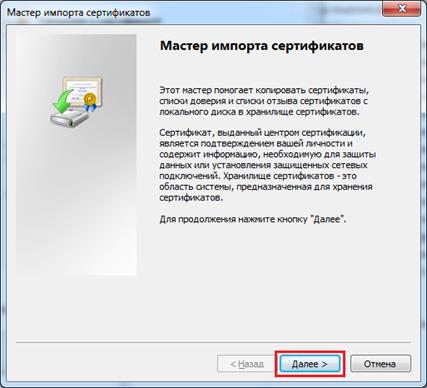 Мастер импорта сертификатов
Мастер импорта сертификатов
Этот мастер помогает копировать сертификаты,
списки доверия и списки отзыва сертификатов с
локального диска в хранилище сертификатов.
Сертификат, выданный центром сертификации,
является подтверждением вашей личности и
содержит информацию, необходимую для защиты
данных или установления защищенных сетевых
подключений. Хранилище сертификатов - это
область системы, предназначенная для хранения
сертификатов.
Для продолжения нажмите кнопку "Далее".
< Назад Далее > Отмена